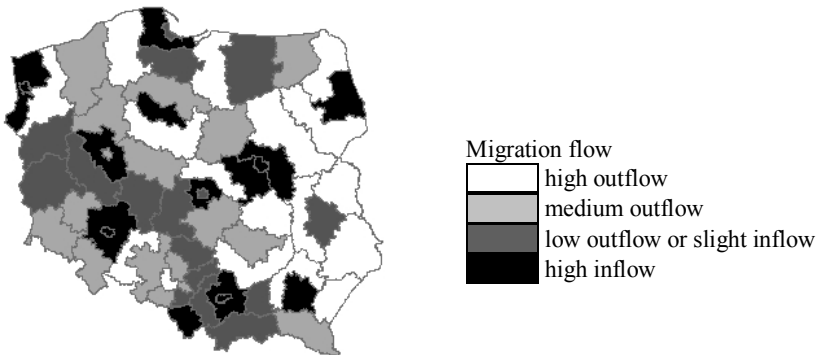 Migration flow
high outflow
medium outflow
low outflow or slight inflow
high inflow